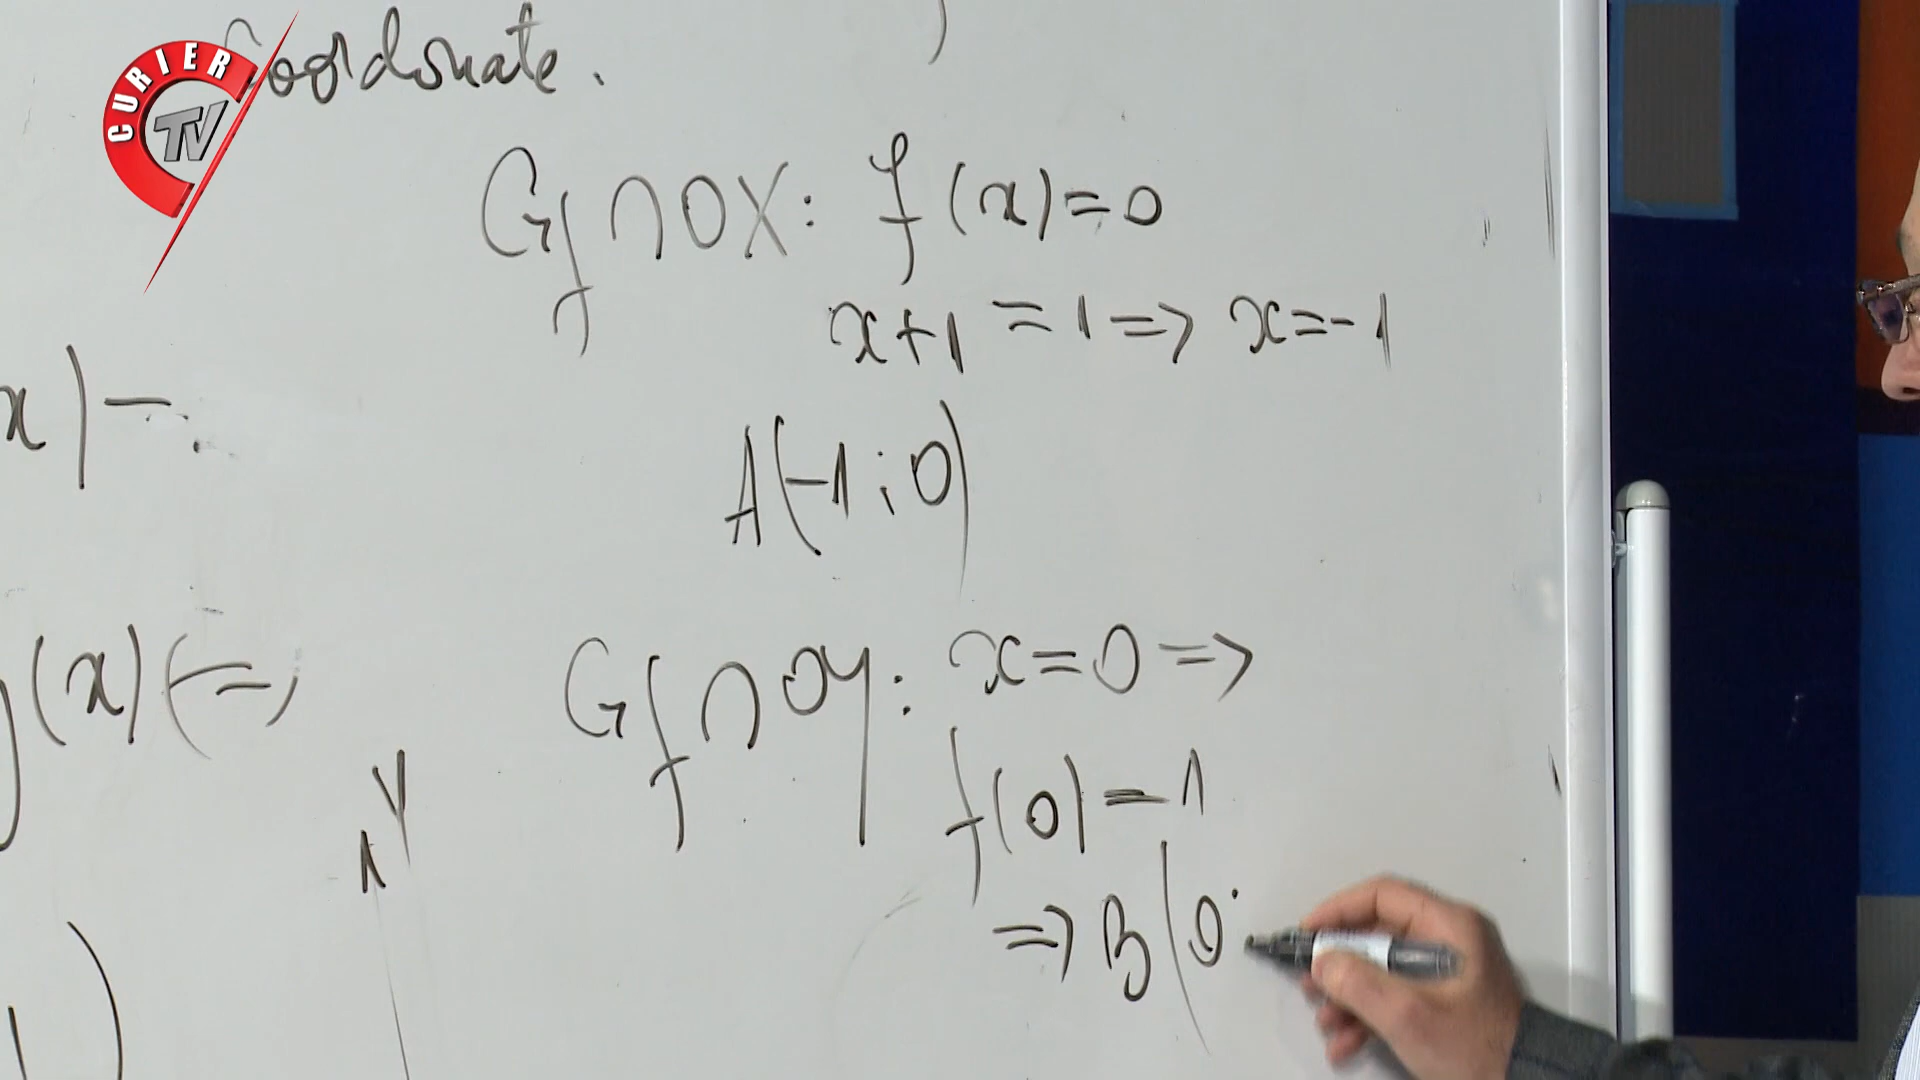 CURIER
TV
Coordonate.
Gf ∩ OX: f(x)=0
x+1=1 => x=-1
x) -
A(-1;0)
(x) (=)
Gf ∩ OY: x=0 =>
y
f(0)=1
=> B(0;